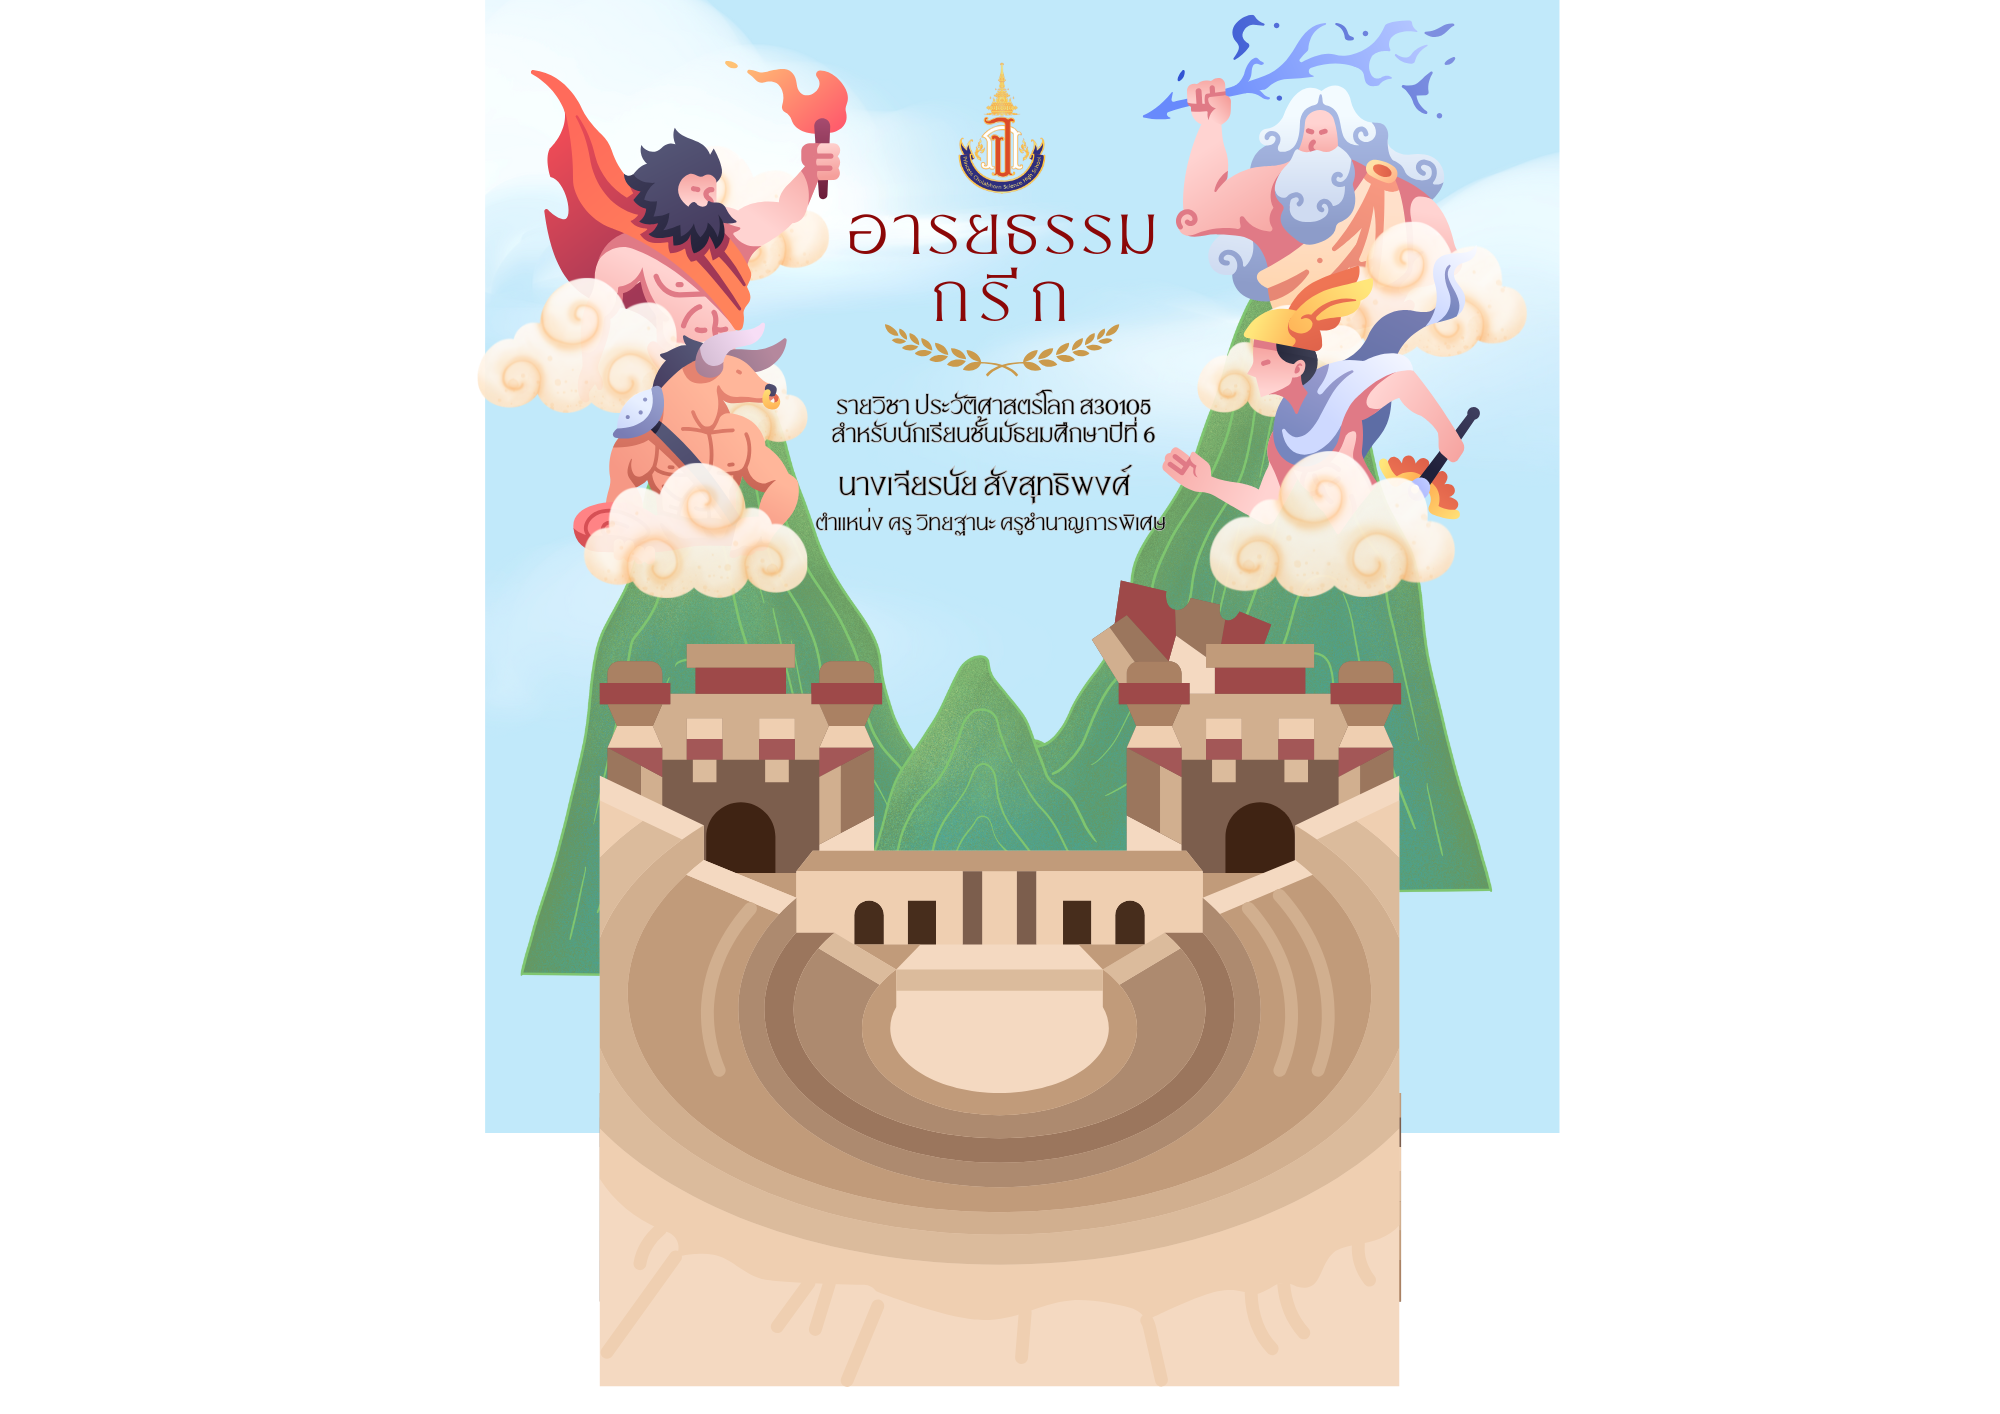 Princess Chulabhorn Science High School
อารยธรรม
กรีก
รายวิชา ประวัติศาสตร์โลก ส30105
สำหรับนักเรียนชั้นมัธยมศึกษาปีที่ 6
นางเจียรนัย สังสุทธิพงศ์
ตำแหน่ง ครู วิทยฐานะ ครูชำนาญการพิเศษ